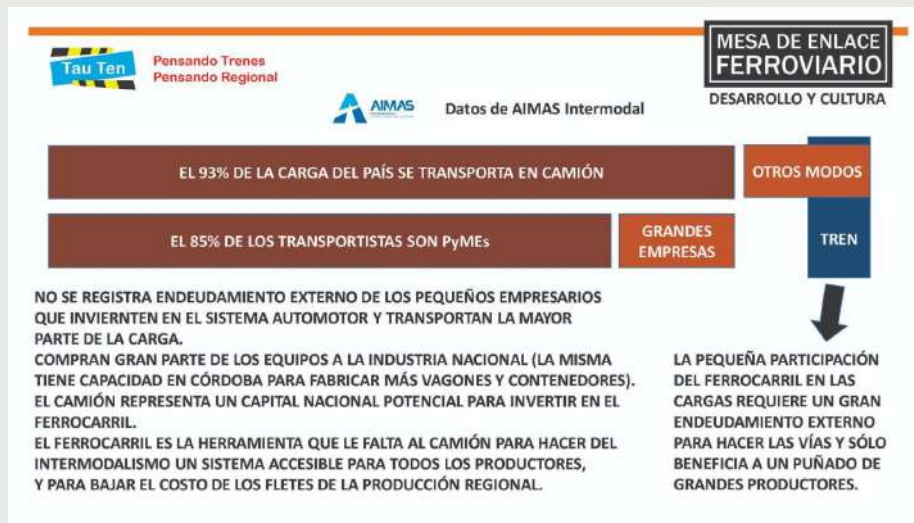 Tau Ten
Pensando Trenes
Pensando Regional
MESA DE ENLACE
FERROVIARIO
DESARROLLO Y CULTURA
AIMAS
Datos de AIMAS Intermodal
EL 93% DE LA CARGA DEL PAÍS SE TRANSPORTA EN CAMIÓN
OTROS MODOS
EL 85% DE LOS TRANSPORTISTAS SON PyMEs
GRANDES
EMPRESAS
TREN
NO SE REGISTRA ENDEUDAMIENTO EXTERNO DE LOS PEQUEÑOS EMPRESARIOS
QUE INVIERNTEN EN EL SISTEMA AUTOMOTOR Y TRANSPORTAN LA MAYOR
PARTE DE LA CARGA.
COMPRAN GRAN PARTE DE LOS EQUIPOS A LA INDUSTRIA NACIONAL (LA MISMA
TIENE CAPACIDAD EN CÓRDOBA PARA FABRICAR MÁS VAGONES Y CONTENEDORES).
EL CAMIÓN REPRESENTA UN CAPITAL NACIONAL POTENCIAL PARA INVERTIR EN EL
FERROCARRIL.
EL FERROCARRIL ES LA HERRAMIENTA QUE LE FALTA AL CAMIÓN PARA HACER DEL
INTERMODALISMO UN SISTEMA ACCESIBLE PARA TODOS LOS PRODUCTORES,
Y PARA BAJAR EL COSTO DE LOS FLETES DE LA PRODUCCIÓN REGIONAL.
LA PEQUEÑA PARTICIPACIÓN
DEL FERROCARRIL EN LAS
CARGAS REQUIERE UN GRAN
ENDEUDAMIENTO EXTERNO
PARA HACER LAS VÍAS Y SÓLO
BENEFICIA A UN PUÑADO DE
GRANDES PRODUCTORES.